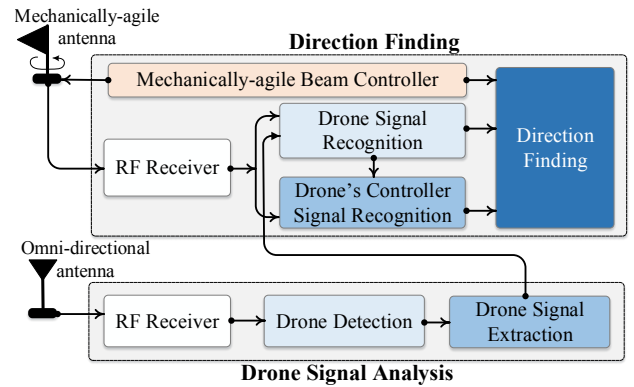 Mechanically-agile
antenna
Direction Finding
Mechanically-agile Beam Controller
Drone Signal
Recognition
Direction
Finding
RF Receiver
Drone's Controller
Signal Recognition
Omni-directional
antenna
RF Receiver
Drone Detection
Drone Signal
Extraction
Drone Signal Analysis